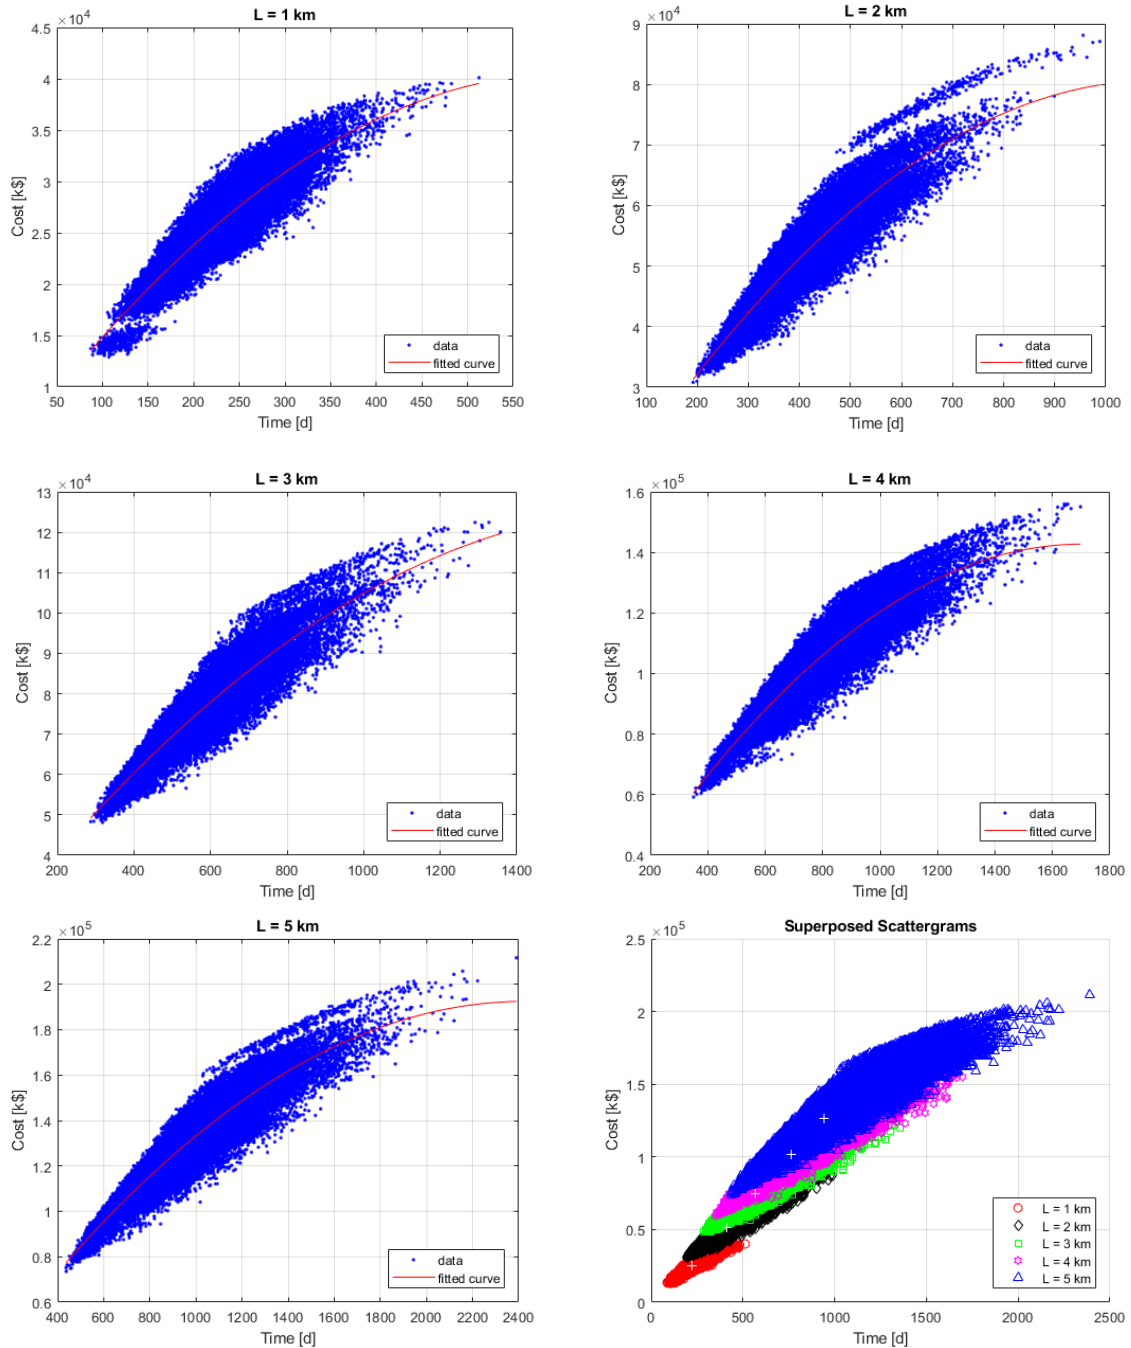 L = 1 km
×10^4
4.5
4
3.5
3
2.5
2
1.5
1
Cost [k$]
50 100 150 200 250 300 350 400 450 500 550
Time [d]
data
fitted curve
L = 2 km
×10^4
9
8
7
6
5
4
3
Cost [k$]
100 200 300 400 500 600 700 800 900 1000
Time [d]
data
fitted curve
L = 3 km
×10^4
13
12
11
10
9
8
7
6
5
4
Cost [k$]
200 400 600 800 1000 1200 1400
Time [d]
data
fitted curve
L = 4 km
×10^5
1.6
1.4
1.2
1
0.8
0.6
0.4
Cost [k$]
200 400 600 800 1000 1200 1400 1600 1800
Time [d]
data
fitted curve
L = 5 km
×10^5
2.2
2
1.8
1.6
1.4
1.2
1
0.8
0.6
Cost [k$]
400 600 800 1000 1200 1400 1600 1800 2000 2200 2400
Time [d]
data
fitted curve
Superposed Scattergrams
×10^5
2.5
2
1.5
1
0.5
0
Cost [k$]
0 500 1000 1500 2000 2500
Time [d]
L = 1 km
L = 2 km
L = 3 km
L = 4 km
L = 5 km